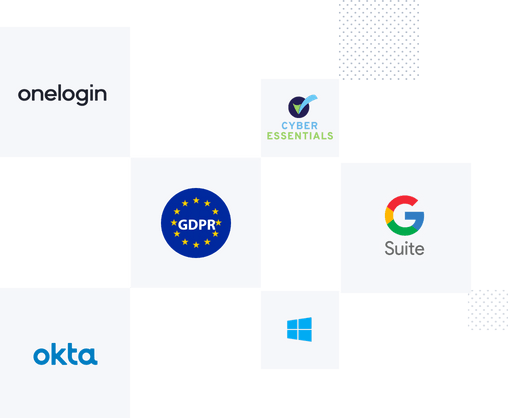 onelogin
CYBER
ESSENTIALS
GDPR
G
Suite
okta